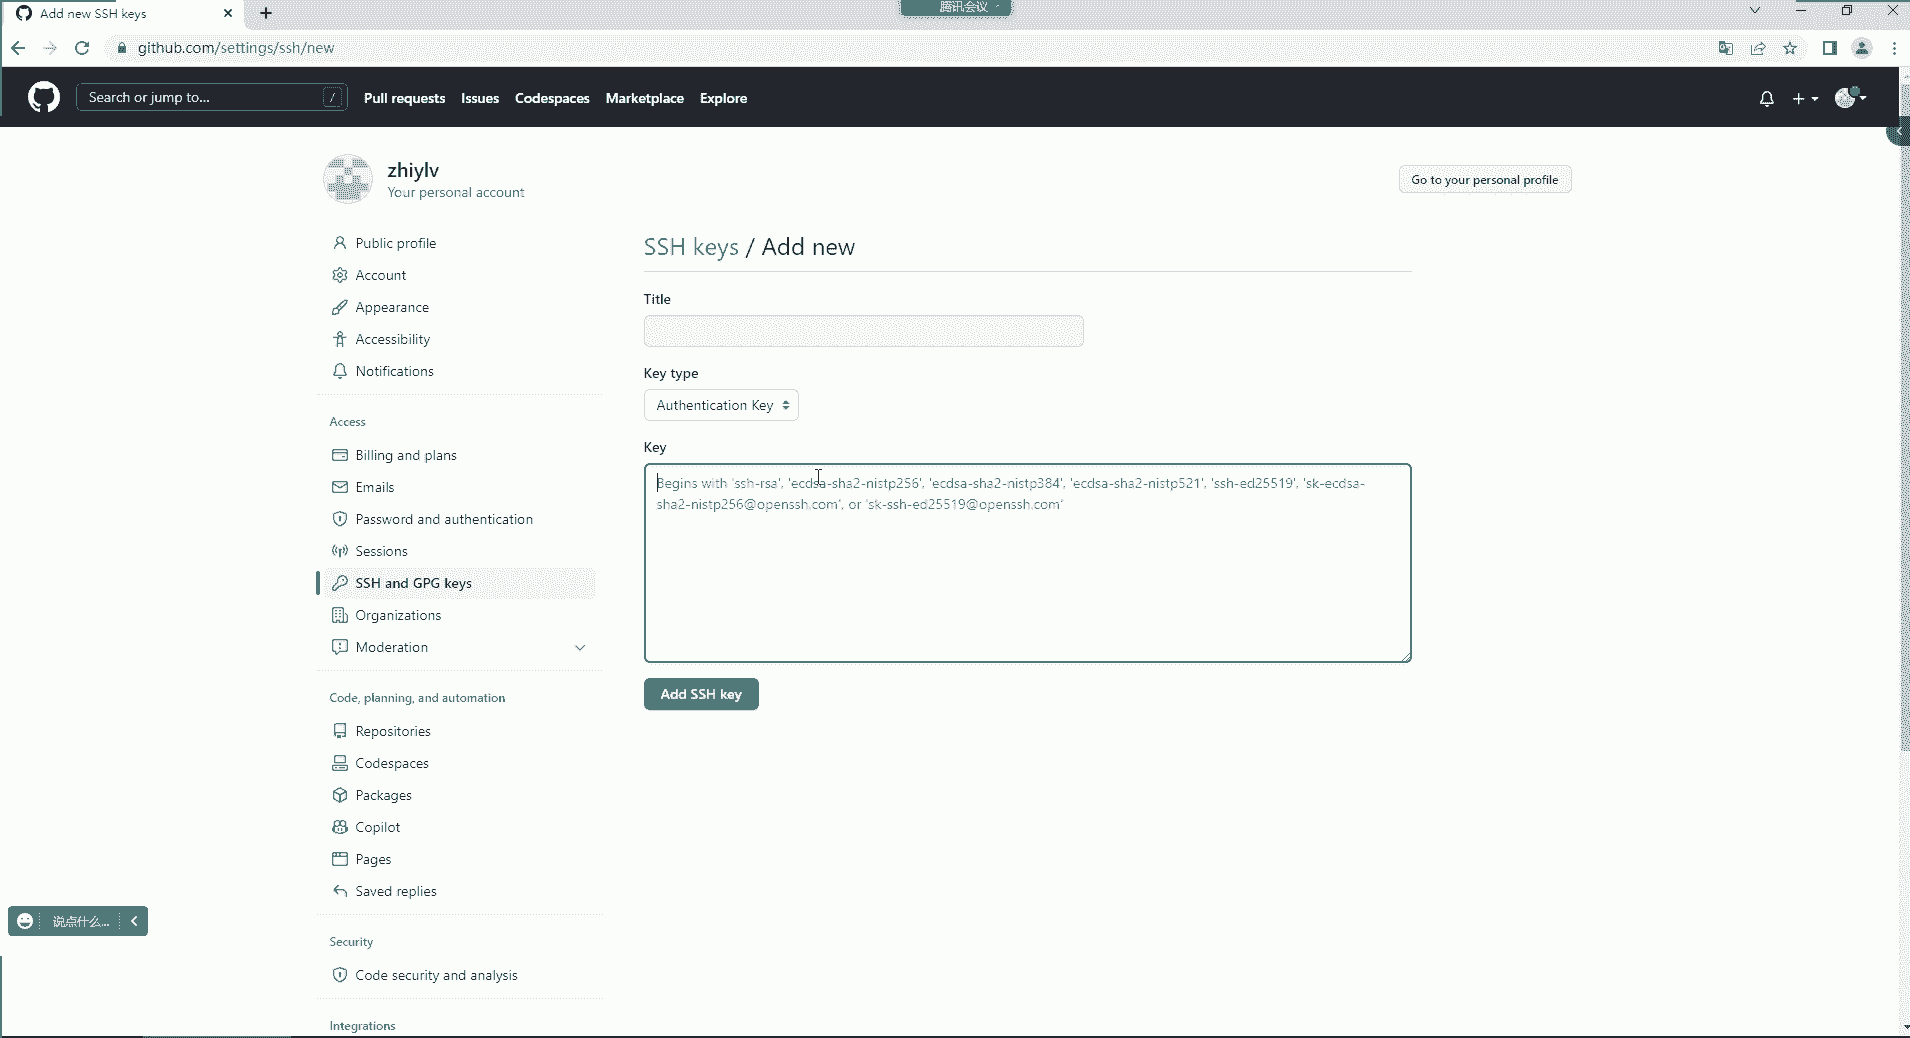 Add new SSH keys
腾讯会议
github.com/settings/ssh/new
Search or jump to...
/
Pull requests
Issues
Codespaces
Marketplace
Explore
zhiylv
Your personal account
Go to your personal profile
Public profile
Account
Appearance
Accessibility
Notifications
Access
Billing and plans
Emails
Password and authentication
Sessions
SSH and GPG keys
Organizations
Moderation
Code, planning, and automation
Repositories
Codespaces
Packages
Copilot
Pages
Saved replies
Security
Code security and analysis
Integrations
SSH keys / Add new
Title
Key type
Authentication Key
Key
Begins with 'ssh-rsa', 'ecdsa-sha2-nistp256', 'ecdsa-sha2-nistp384', 'ecdsa-sha2-nistp521', 'ssh-ed25519', 'sk-ecdsa-
sha2-nistp256@openssh.com', or 'sk-ssh-ed25519@openssh.com'
Add SSH key
说点什么...